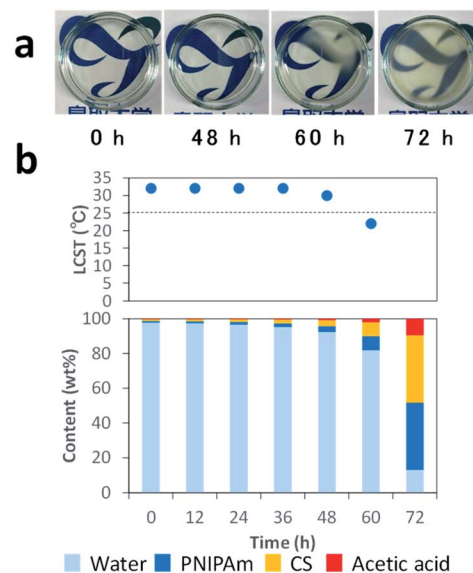 a
0 h 48 h 60 h 72 h
b
35
30
25
20
15
10
5
0
LCST (℃)
100
80
60
40
20
0
Content (wt%)
0 12 24 36 48 60 72
Time (h)
Water PNIPAm CS Acetic acid